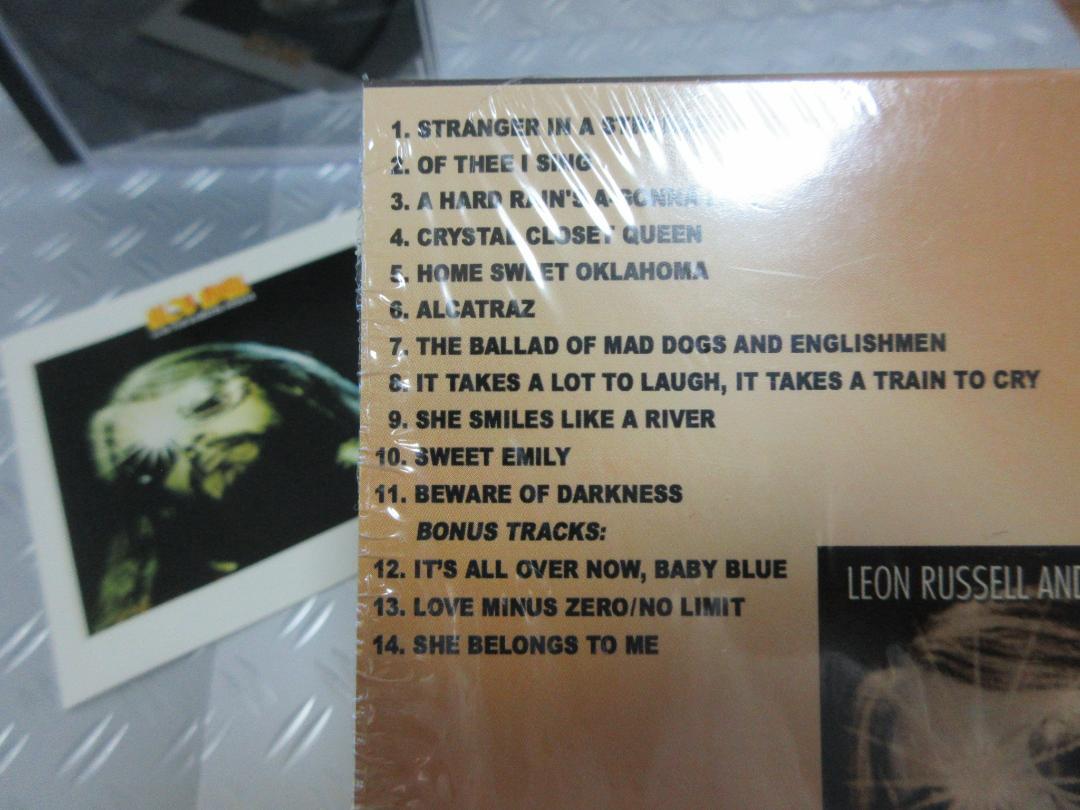 1. STRANGER IN A
2. OF THEE I SING
3. A HARD RAIN'S A-GONNA
4. CRYSTAL CLOSET QUEEN
5. HOME SWEET OKLAHOMA
6. ALCATRAZ
7. THE BALLAD OF MAD DOGS AND ENGLISHMEN
8. IT TAKES A LOT TO LAUGH, IT TAKES A TRAIN TO CRY
9. SHE SMILES LIKE A RIVER
10. SWEET EMILY
11. BEWARE OF DARKNESS
BONUS TRACKS:
12. IT'S ALL OVER NOW, BABY BLUE
13. LOVE MINUS ZERO/NO LIMIT
14. SHE BELONGS TO ME
LEON RUSSELL AND